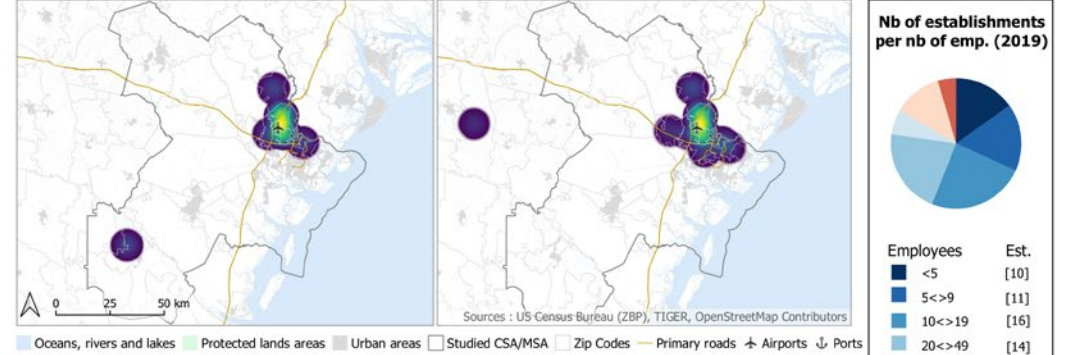 Nb of establishments
per nb of emp. (2019)
Employees Est.
<5 [10]
5<>9 [11]
10<>19 [16]
20<>49 [14]
0 25 50 km
Sources : US Census Bureau (ZBP), TIGER, OpenStreetMap Contributors
Oceans, rivers and lakes Protected lands areas Urban areas Studied CSA/MSA Zip Codes Primary roads Airports Ports